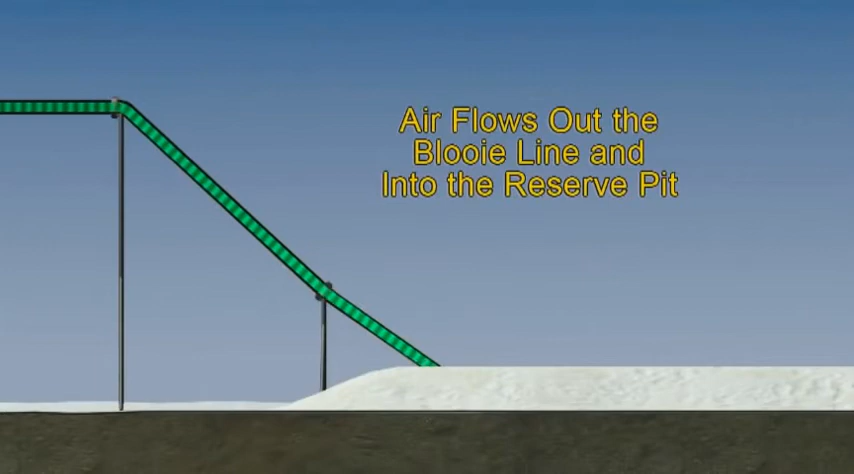 Air Flows Out the
Blooie Line and
Into the Reserve Pit